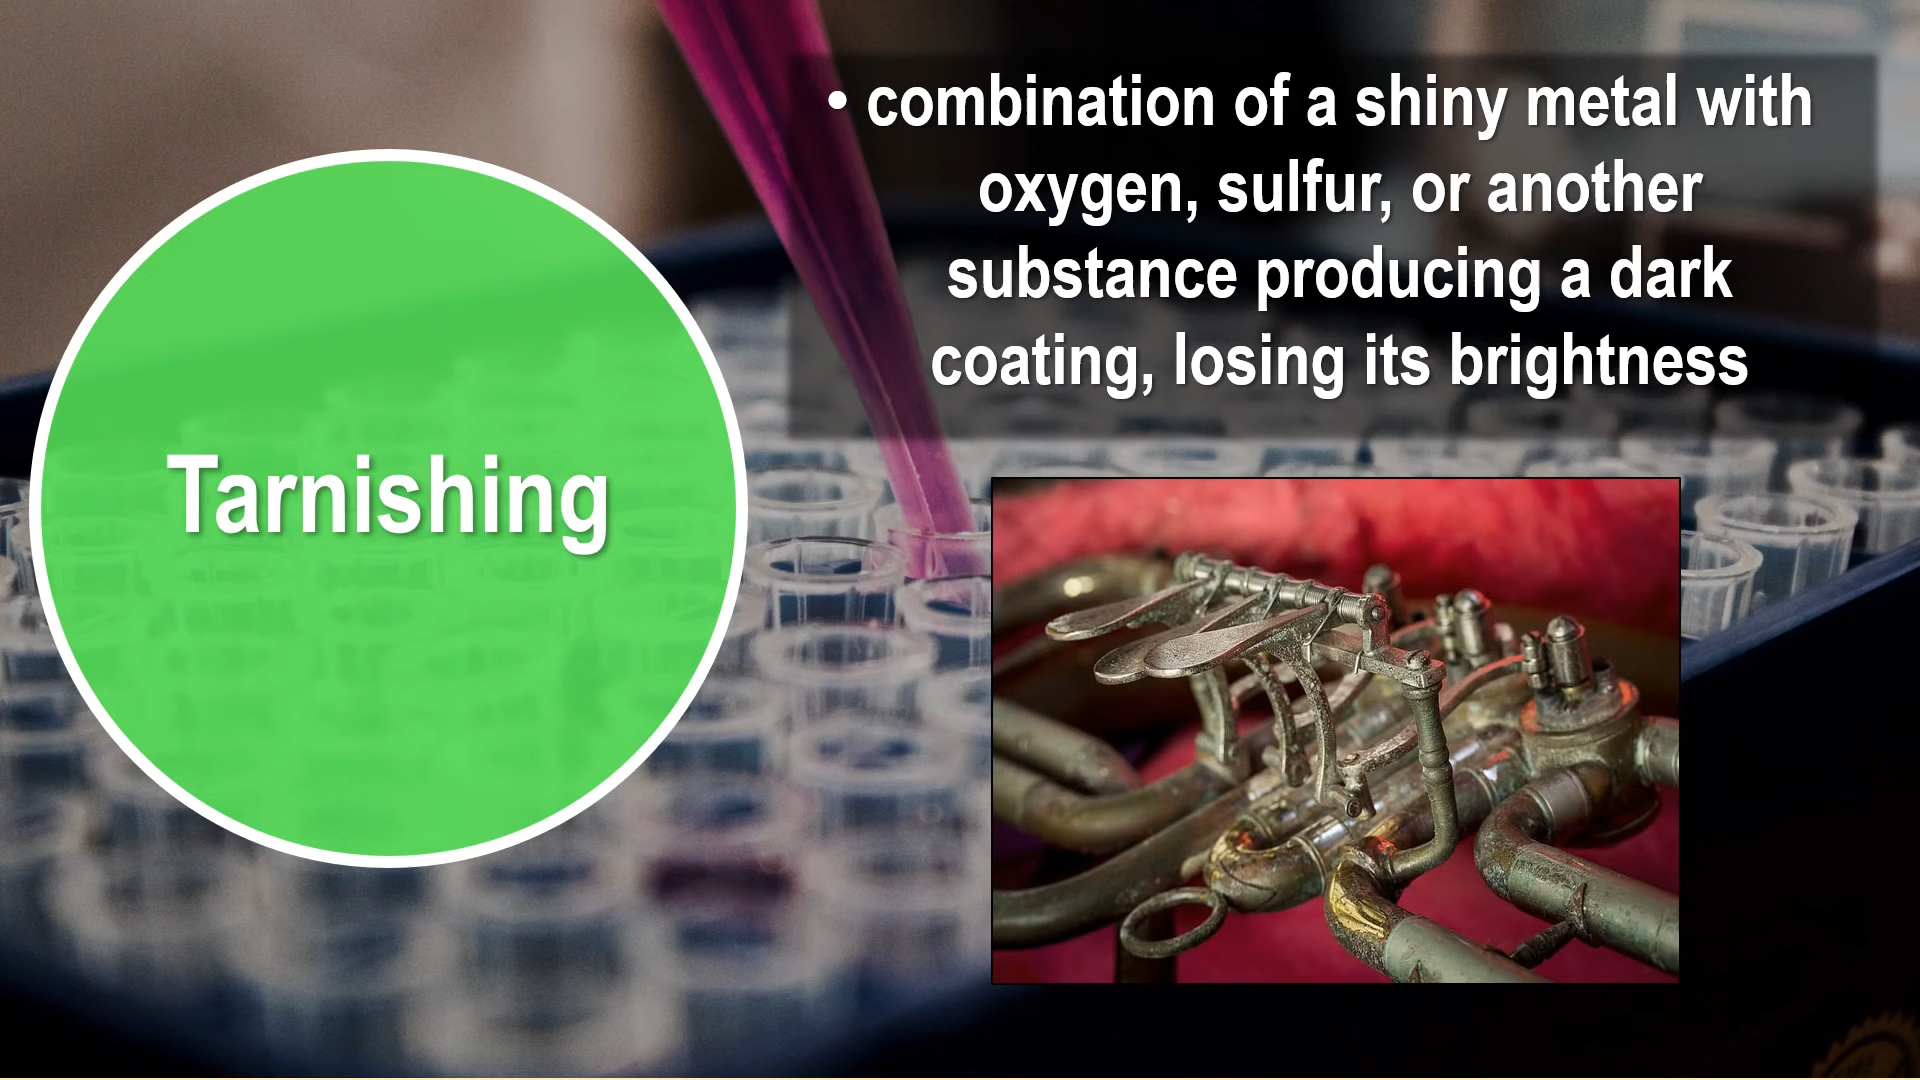 Tarnishing
• combination of a shiny metal with
oxygen, sulfur, or another
substance producing a dark
coating, losing its brightness